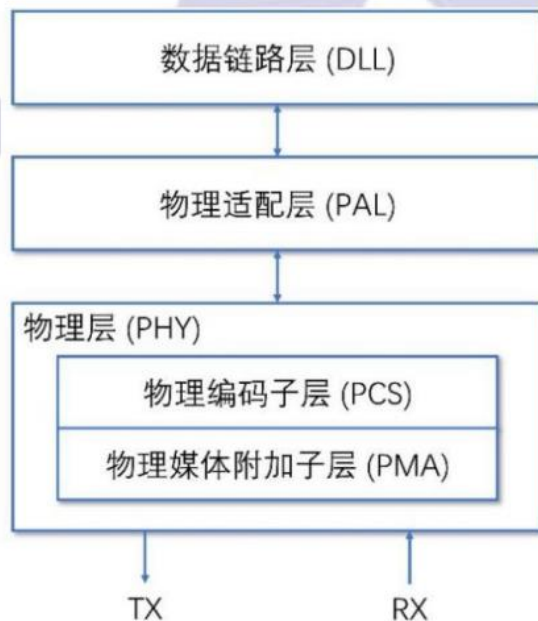 数据链路层 (DLL)
物理适配层 (PAL)
物理层 (PHY)
物理编码子层 (PCS)
物理媒体附加子层 (PMA)
TX
RX